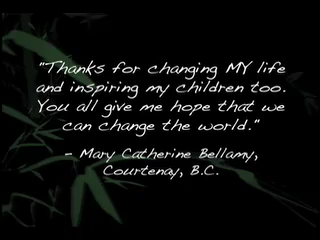 "Thanks for changing MY life
and inspiring my children too.
You all give me hope that we
can change the world."
- Mary Catherine Bellamy,
Courtenay, B.C.